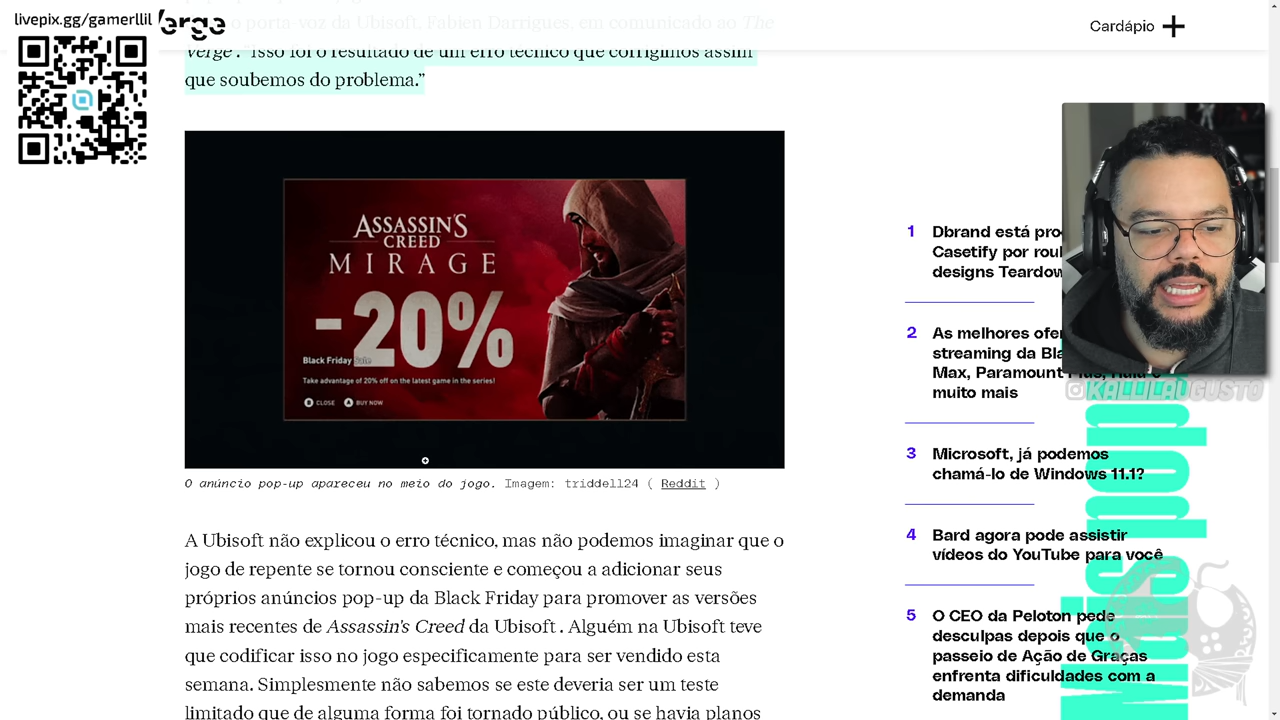 livepix.gg/gamerllil
Verge
Cardápio
porta-voz da Ubisoft, Fabien Darrigues, em comunicado ao The
Verge . "Isso foi o resultado de um erro técnico que corrigimos assim
que soubemos do problema.”
ASSASSIN'S
CREED
MIRAGE
-20%
Black Friday Sale
Take advantage of 20% off on the latest game in the series!
B CLOSE A BUY NOW
O anúncio pop-up apareceu no meio do jogo. Imagem: triddell24 ( Reddit )
A Ubisoft não explicou o erro técnico, mas não podemos imaginar que o
jogo de repente se tornou consciente e começou a adicionar seus
próprios anúncios pop-up da Black Friday para promover as versões
mais recentes de Assassin's Creed da Ubisoft . Alguém na Ubisoft teve
que codificar isso no jogo especificamente para ser vendido esta
semana. Simplesmente não sabemos se este deveria ser um teste
limitado que de alguma forma foi tornado público, ou se havia planos
1 Dbrand está
Casetify por
designs
2 As melhores
streaming da
Max, Paramount Plus, Hulu e
muito mais
3 Microsoft, já podemos
chamá-lo de Windows 11.1?
4 Bard agora pode assistir
vídeos do YouTube para você
5 O CEO da Peloton pede
desculpas depois que o
passeio de Ação de Graças
enfrenta dificuldades com a
demanda
KALLILAUGUSTO
Mais pop